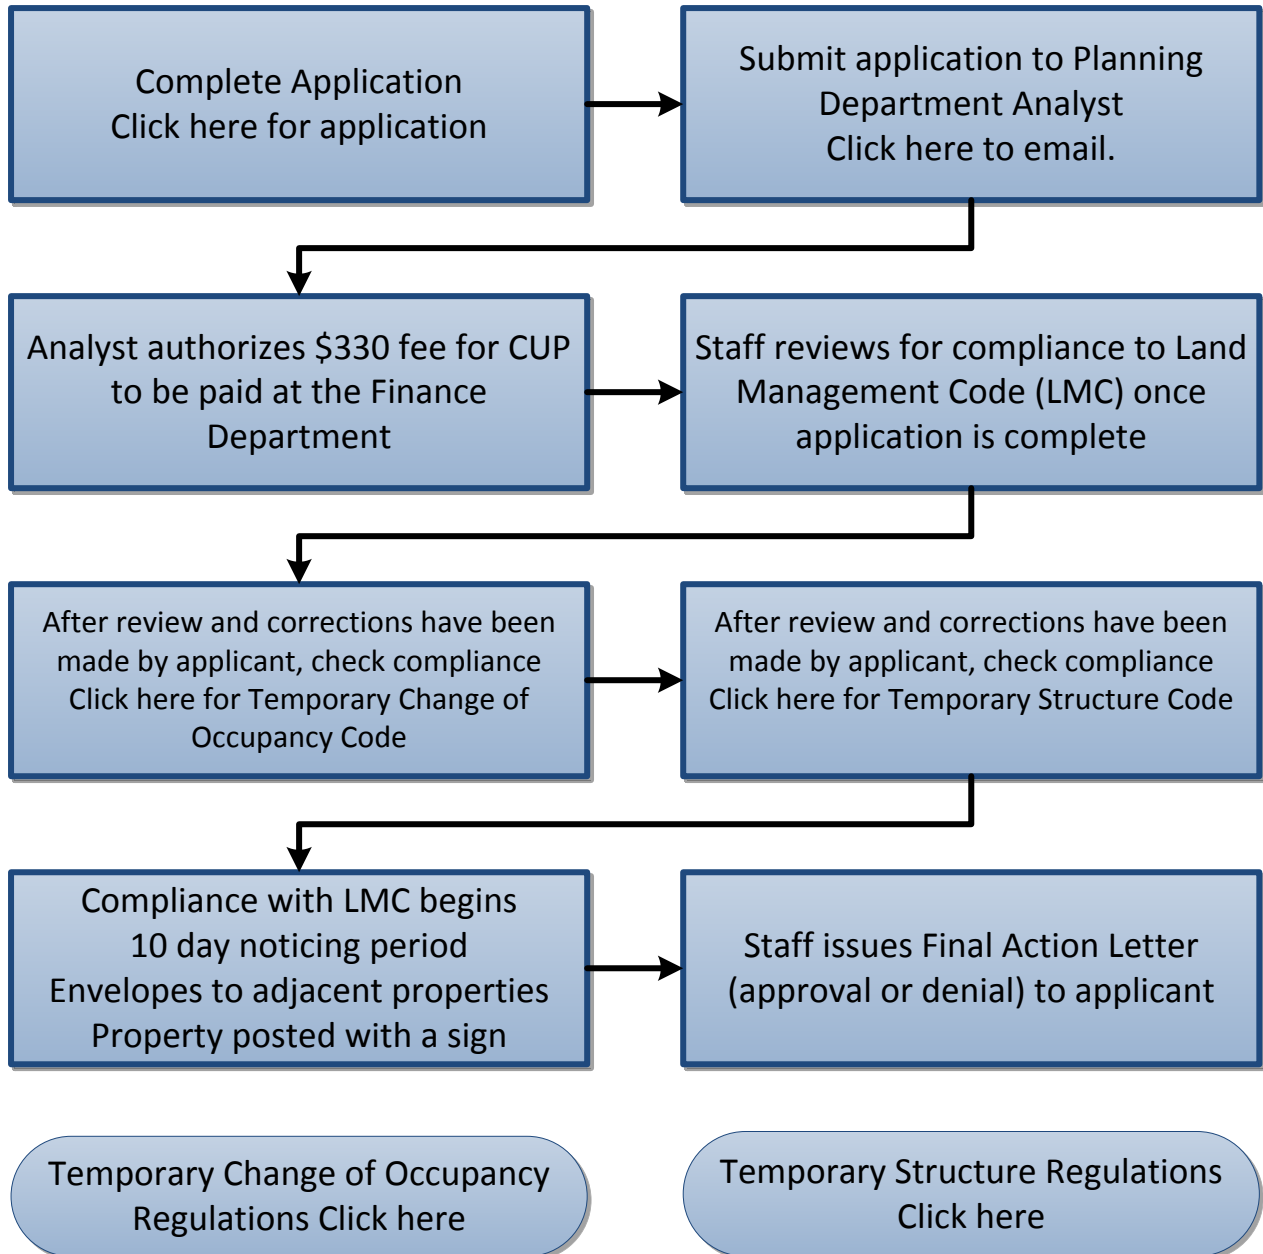 Complete Application
Click here for application
Submit application to Planning
Department Analyst
Click here to email.
Analyst authorizes $330 fee for CUP
to be paid at the Finance
Department
Staff reviews for compliance to Land
Management Code (LMC) once
application is complete
After review and corrections have been
made by applicant, check compliance
Click here for Temporary Change of
Occupancy Code
After review and corrections have been
made by applicant, check compliance
Click here for Temporary Structure Code
Compliance with LMC begins
10 day noticing period
Envelopes to adjacent properties
Property posted with a sign
Staff issues Final Action Letter
(approval or denial) to applicant
Temporary Change of Occupancy
Regulations Click here
Temporary Structure Regulations
Click here